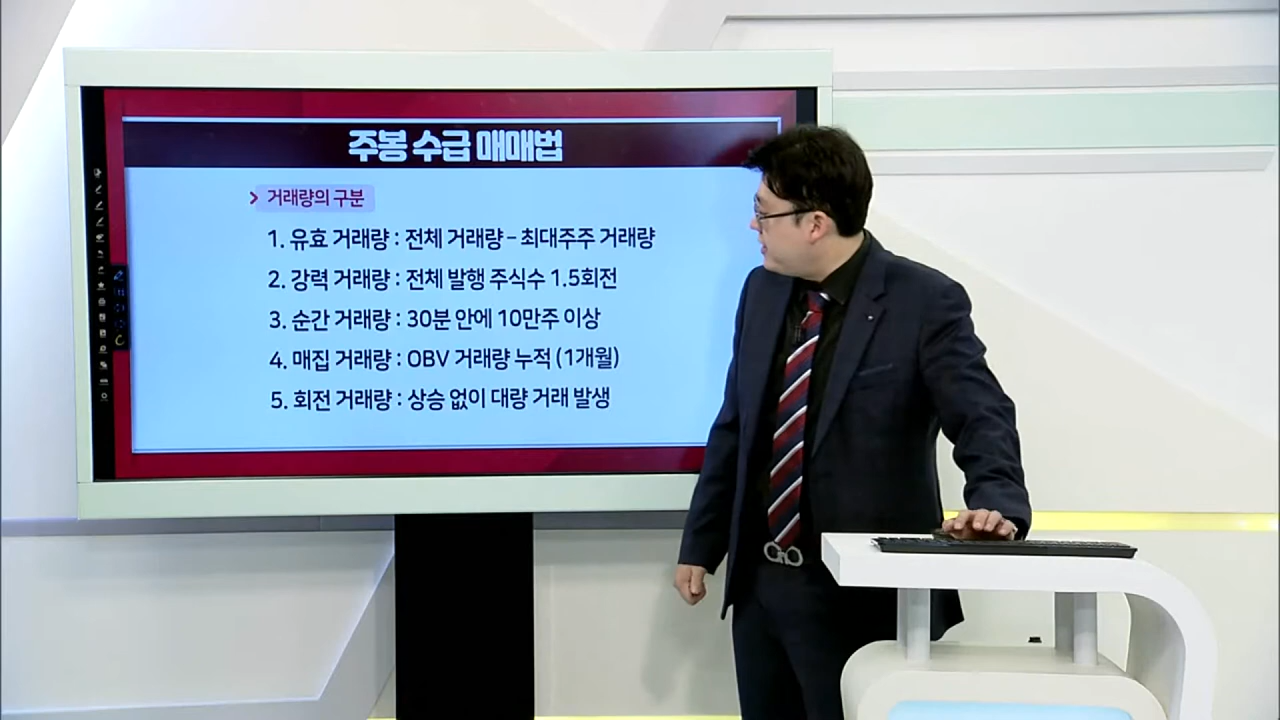 주봉 수급 매매법
> 거래량의 구분
1. 유효 거래량 : 전체 거래량 – 최대주주 거래량
2. 강력 거래량 : 전체 발행 주식수 1.5회전
3. 순간 거래량 : 30분 안에 10만주 이상
4. 매집 거래량 : OBV 거래량 누적 (1개월)
5. 회전 거래량 : 상승 없이 대량 거래 발생